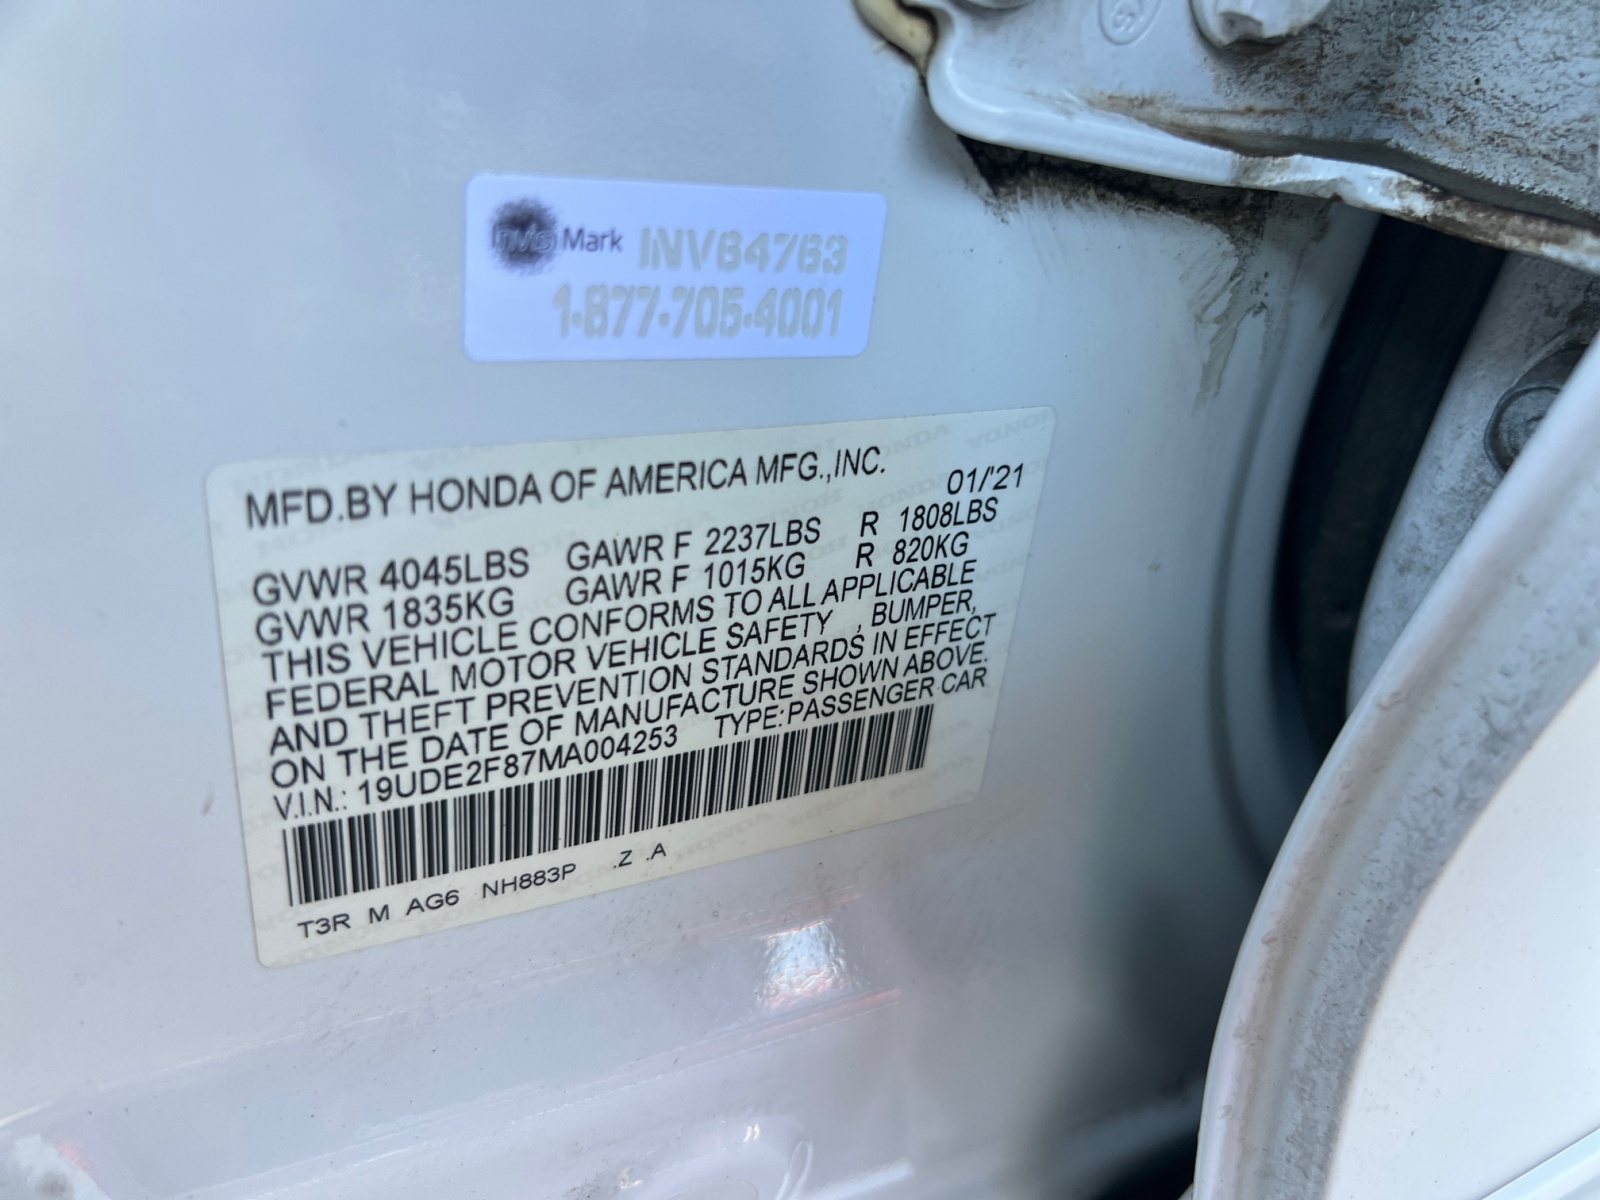 InVG Mark INV64763
1-877-705-4001
MFD.BY HONDA OF AMERICA MFG.,INC.
01/'21
GVWR 4045LBS GAWR F 2237LBS R 1808LBS
GVWR 1835KG GAWR F 1015KG R 820KG
THIS VEHICLE CONFORMS TO ALL APPLICABLE
FEDERAL MOTOR VEHICLE SAFETY , BUMPER,
AND THEFT PREVENTION STANDARDS IN EFFECT
ON THE DATE OF MANUFACTURE SHOWN ABOVE.
V.I.N.: 19UDE2F87MA004253 TYPE:PASSENGER CAR
T3R M AG6 NH883P .Z .A